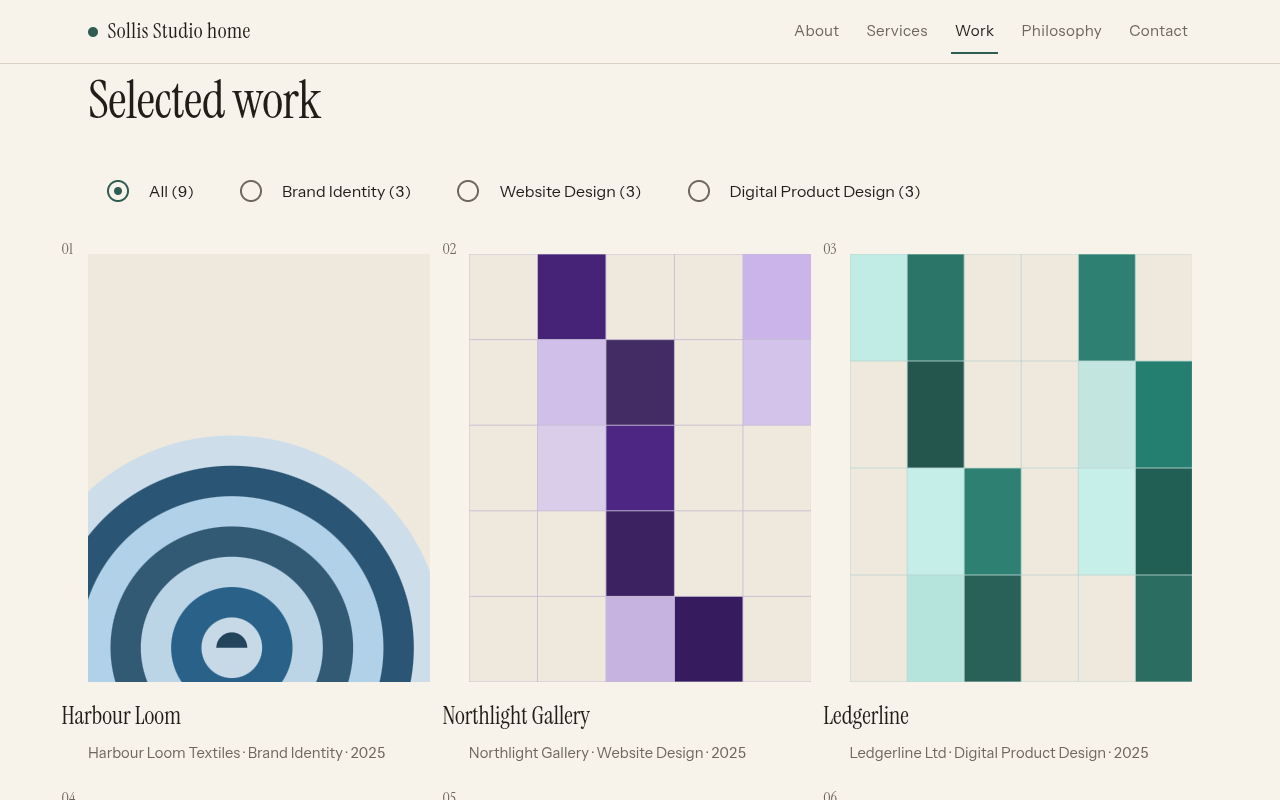 Sollis Studio home
About
Services
Work
Philosophy
Contact
Selected work
All (9)
Brand Identity (3)
Website Design (3)
Digital Product Design (3)
01
02
03
Harbour Loom
Northlight Gallery
Ledgerline
Harbour Loom Textiles · Brand Identity · 2025
Northlight Gallery · Website Design · 2025
Ledgerline Ltd · Digital Product Design · 2025
04
05
06